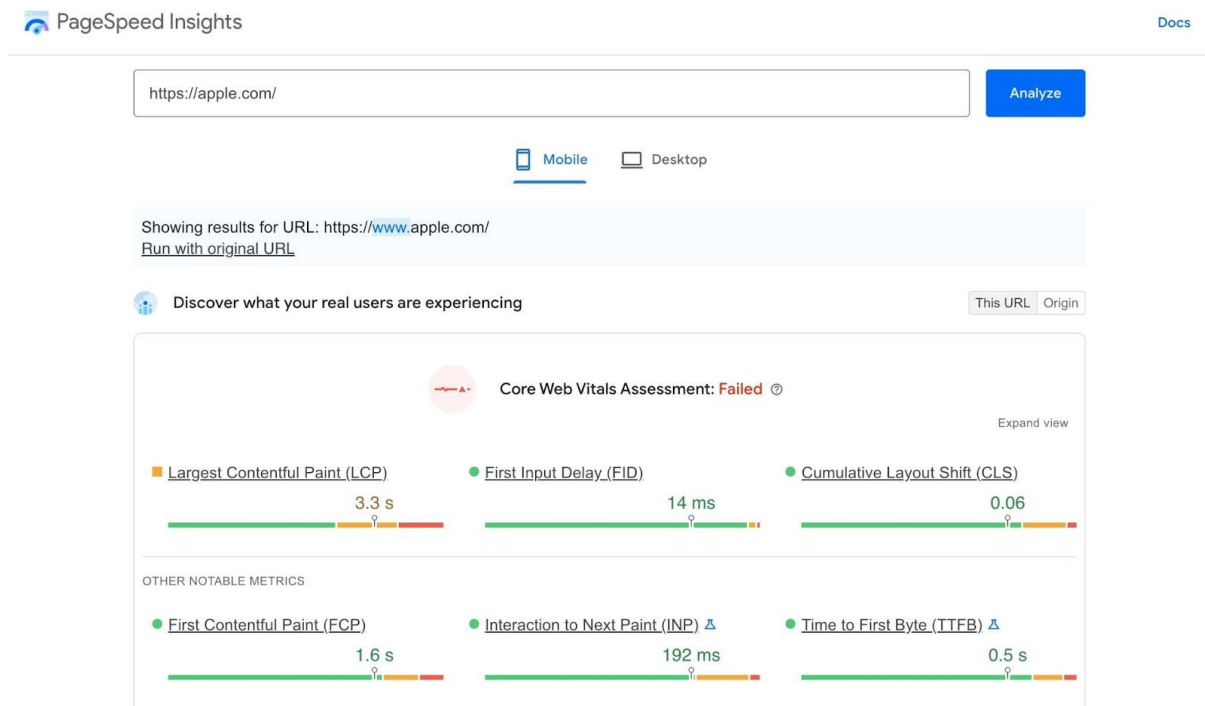 PageSpeed Insights
Docs
https://apple.com/
Analyze
Mobile
Desktop
Showing results for URL: https://www.apple.com/
Run with original URL
Discover what your real users are experiencing
This URL
Origin
Core Web Vitals Assessment: Failed
Expand view
Largest Contentful Paint (LCP)
3.3 s
First Input Delay (FID)
14 ms
Cumulative Layout Shift (CLS)
0.06
OTHER NOTABLE METRICS
First Contentful Paint (FCP)
1.6 s
Interaction to Next Paint (INP)
192 ms
Time to First Byte (TTFB)
0.5 s